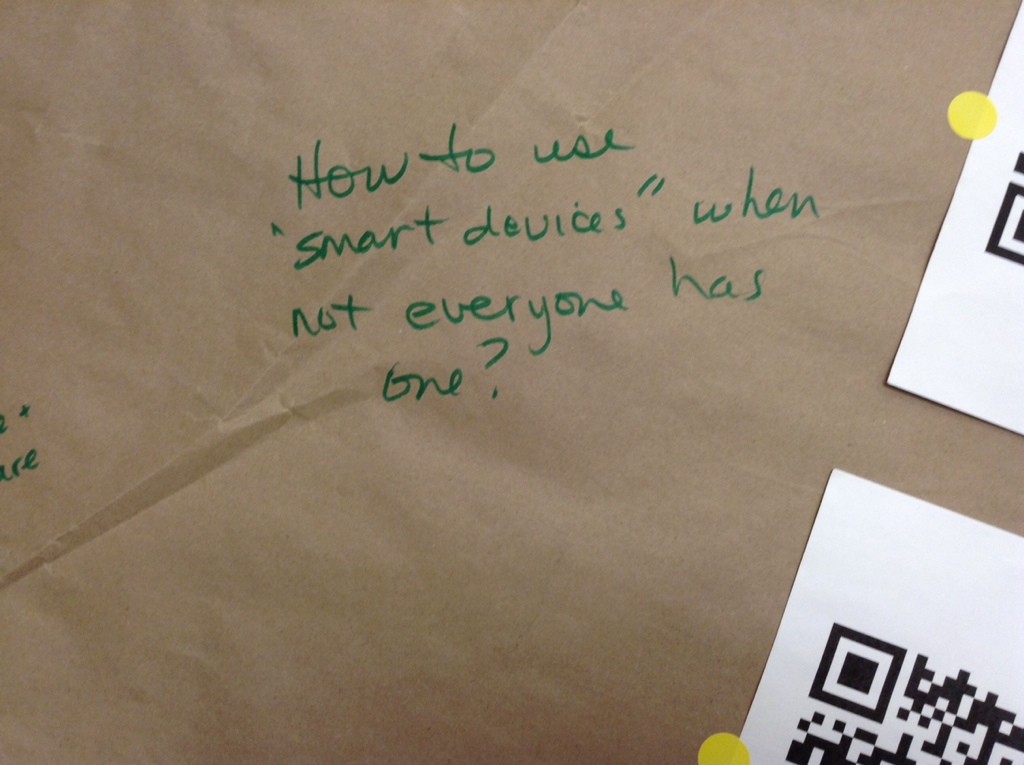 How to use
"smart devices" when
not everyone has
one?